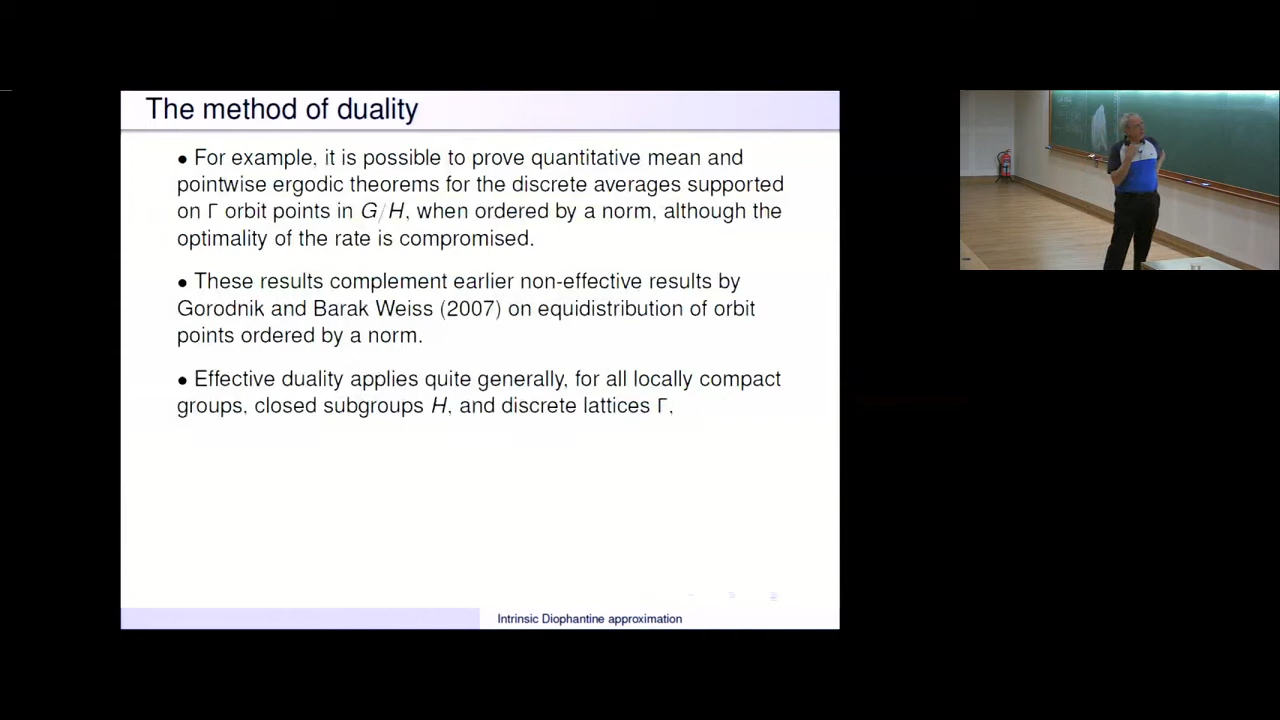 The method of duality
• For example, it is possible to prove quantitative mean and
pointwise ergodic theorems for the discrete averages supported
on Γ orbit points in G/H, when ordered by a norm, although the
optimality of the rate is compromised.
• These results complement earlier non-effective results by
Gorodnik and Barak Weiss (2007) on equidistribution of orbit
points ordered by a norm.
• Effective duality applies quite generally, for all locally compact
groups, closed subgroups H, and discrete lattices Γ,
Intrinsic Diophantine approximation